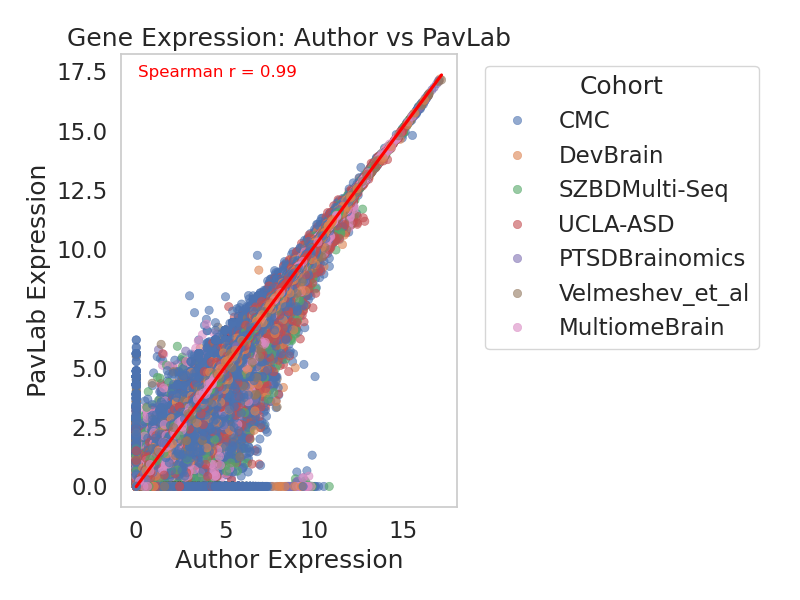 Gene Expression: Author vs PavLab
Spearman r = 0.99
17.5
15.0
12.5
10.0
7.5
5.0
2.5
0.0
PavLab Expression
0 5 10 15
Author Expression
Cohort
CMC
DevBrain
SZBDMulti-Seq
UCLA-ASD
PTSDBrainomics
Velmeshev_et_al
MultiomeBrain